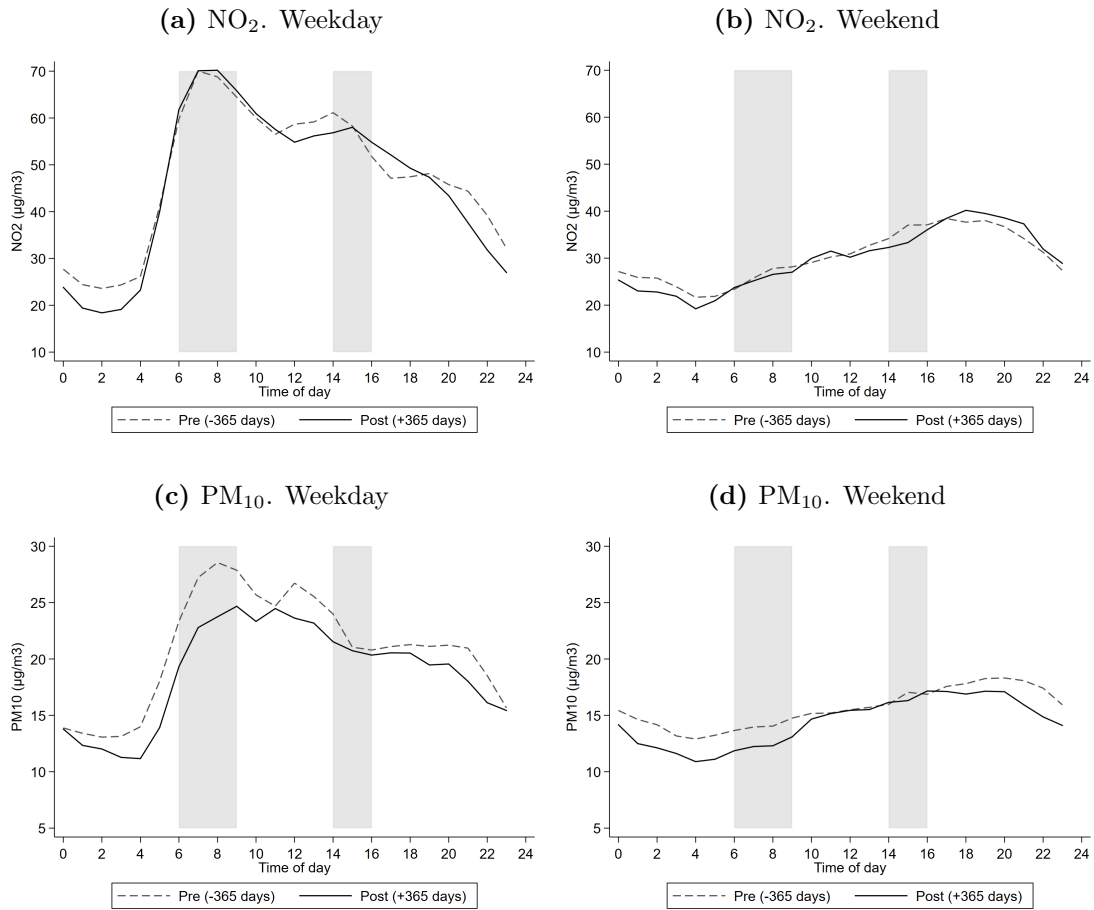 (a) NO₂. Weekday
70
60
50
40
30
20
10
NO2 (µg/m3)
0 2 4 6 8 10 12 14 16 18 20 22 24
Time of day
Pre (-365 days) Post (+365 days)
(b) NO₂. Weekend
70
60
50
40
30
20
10
NO2 (µg/m3)
0 2 4 6 8 10 12 14 16 18 20 22 24
Time of day
Pre (-365 days) Post (+365 days)
(c) PM₁₀. Weekday
30
25
20
15
10
5
PM10 (µg/m3)
0 2 4 6 8 10 12 14 16 18 20 22 24
Time of day
Pre (-365 days) Post (+365 days)
(d) PM₁₀. Weekend
30
25
20
15
10
5
PM10 (µg/m3)
0 2 4 6 8 10 12 14 16 18 20 22 24
Time of day
Pre (-365 days) Post (+365 days)